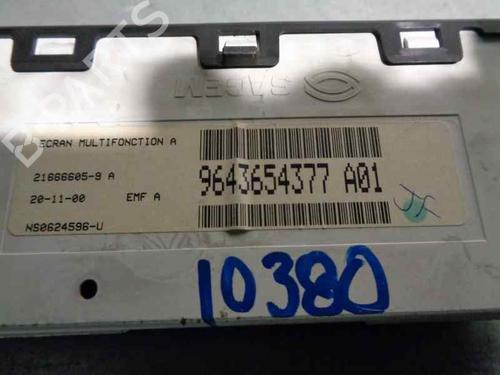 SAGEM
ECRAN MULTIFONCTION A
21666605-9 A
20-11-00 EMF A
NS0624596-U
9643654377 A01
10380